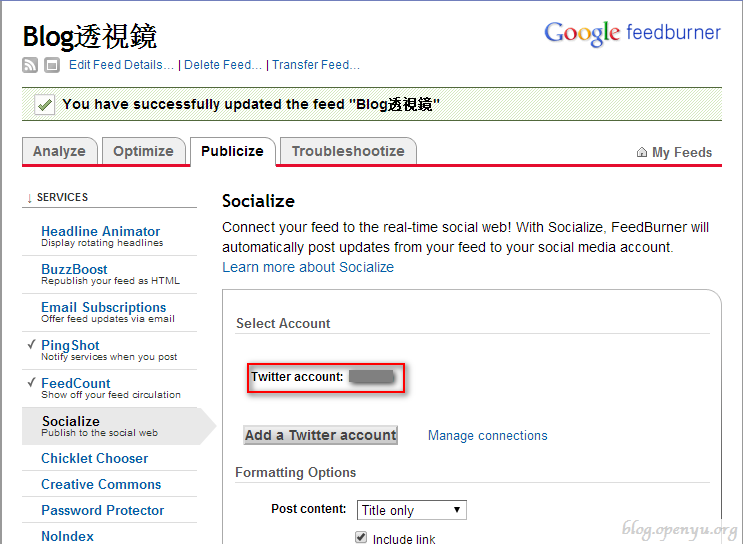 Blog透視鏡
Google feedburner
Edit Feed Details… | Delete Feed… | Transfer Feed…
You have successfully updated the feed "Blog透視鏡"
Analyze Optimize Publicize Troubleshootize My Feeds
↓ SERVICES
Headline Animator
Display rotating headlines
BuzzBoost
Republish your feed as HTML
Email Subscriptions
Offer feed updates via email
PingShot
Notify services when you post
FeedCount
Show off your feed circulation
Socialize
Publish to the social web
Chicklet Chooser
Creative Commons
Password Protector
NoIndex
Socialize
Connect your feed to the real-time social web! With Socialize, FeedBurner will
automatically post updates from your feed to your social media account.
Learn more about Socialize
Select Account
Twitter account:
Add a Twitter account Manage connections
Formatting Options
Post content: Title only
Include link
blog.openyu.org